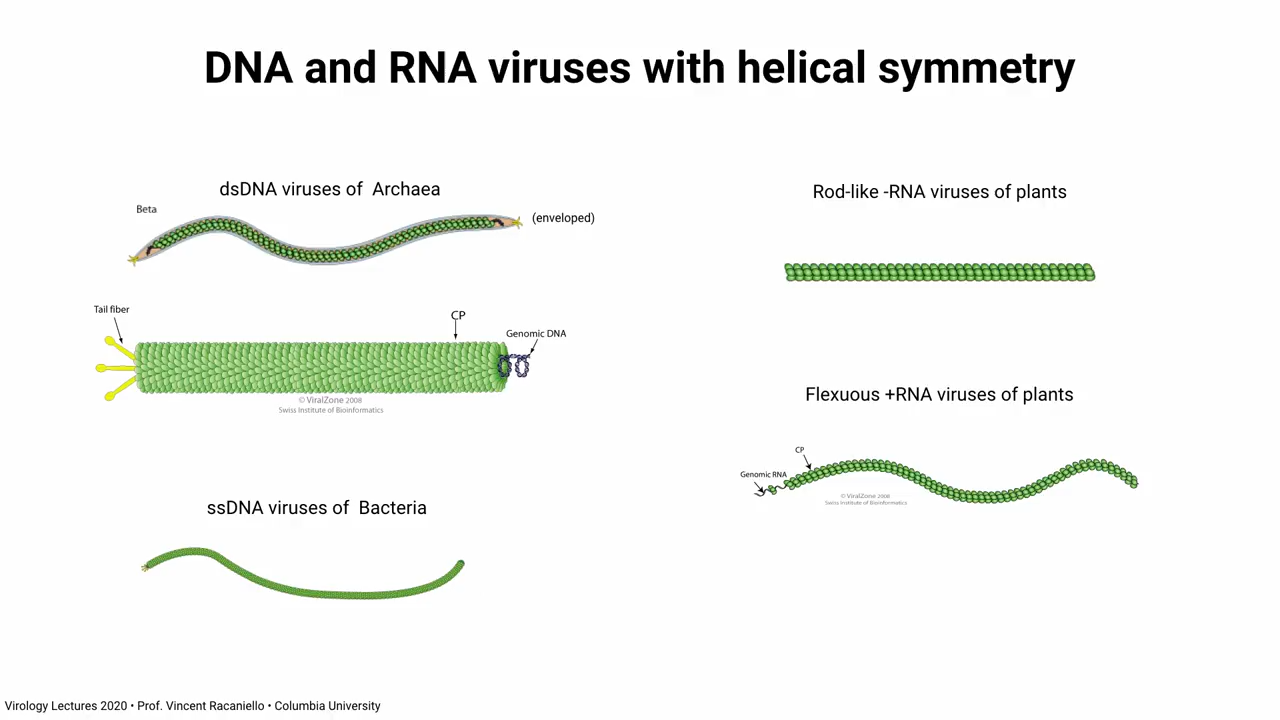 DNA and RNA viruses with helical symmetry
dsDNA viruses of  Archaea
Beta
(enveloped)
Tail fiber
CP
Genomic DNA
© ViralZone 2008
Swiss Institute of Bioinformatics
ssDNA viruses of  Bacteria
Rod-like -RNA viruses of plants
Flexuous +RNA viruses of plants
CP
Genomic RNA
© ViralZone 2008
Swiss Institute of Bioinformatics
Virology Lectures 2020 • Prof. Vincent Racaniello • Columbia University